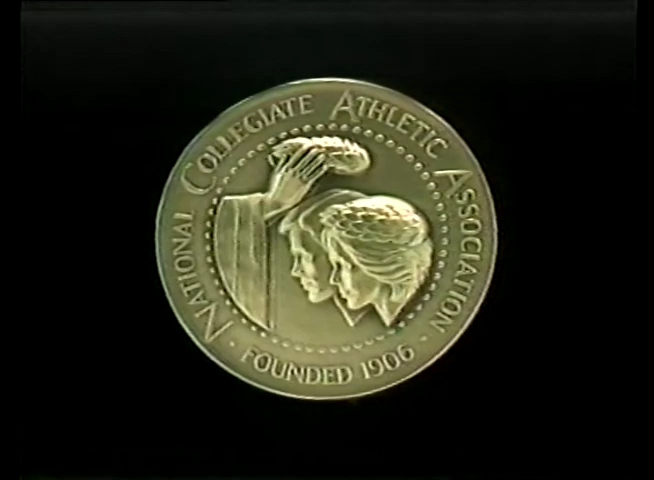 NATIONAL COLLEGIATE ATHLETIC ASSOCIATION
· FOUNDED 1906 ·